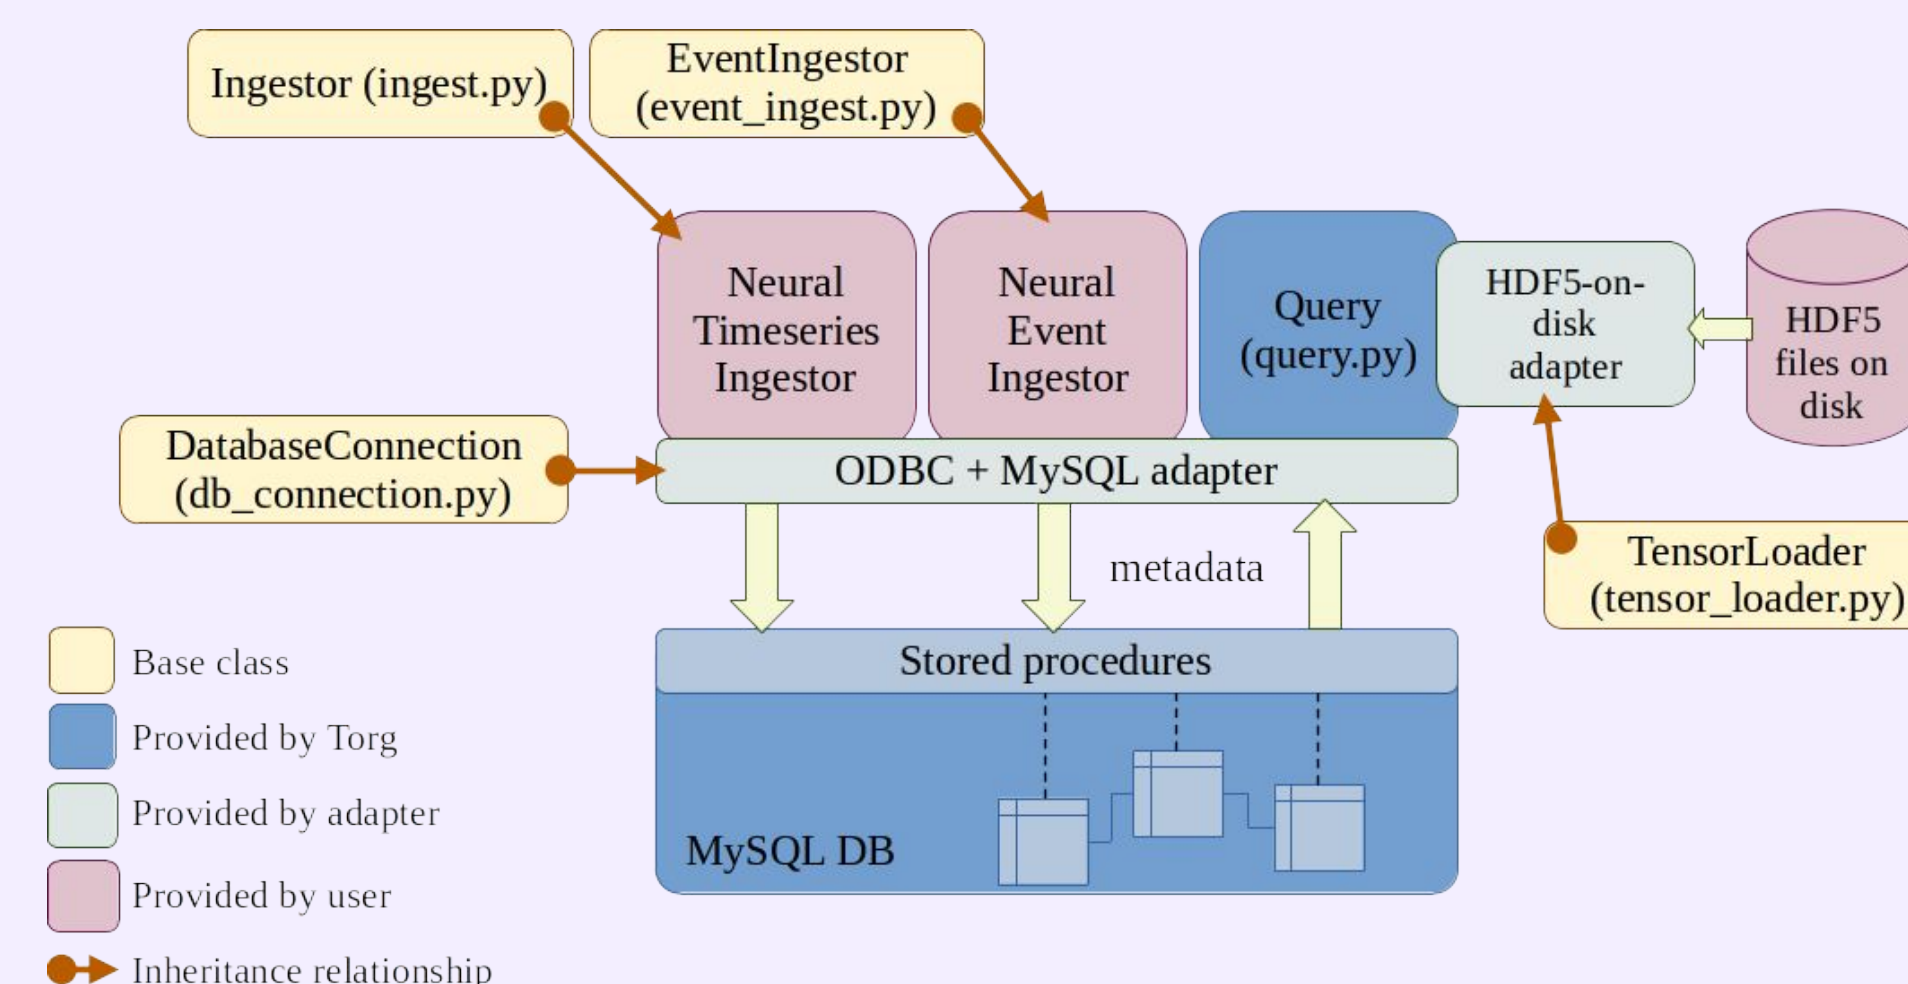 Ingestor (ingest.py)
EventIngestor
(event_ingest.py)
Neural
Timeseries
Ingestor
Neural
Event
Ingestor
Query
(query.py)
HDF5-on-
disk
adapter
HDF5
files on
disk
DatabaseConnection
(db_connection.py)
ODBC + MySQL adapter
metadata
TensorLoader
(tensor_loader.py)
Stored procedures
MySQL DB
Base class
Provided by Torg
Provided by adapter
Provided by user
Inheritance relationship